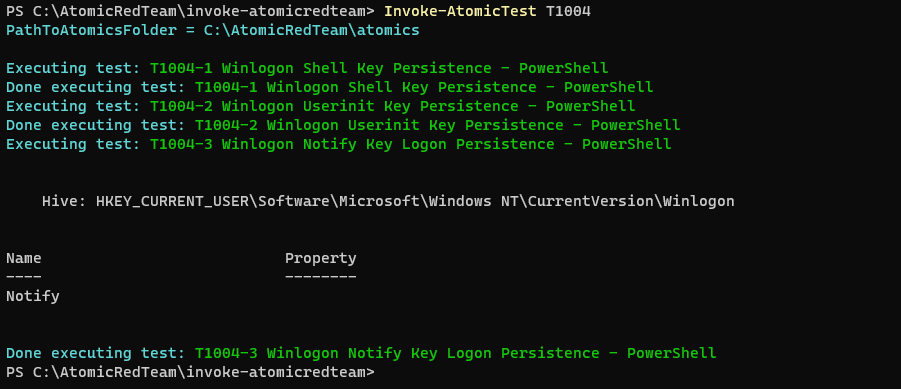 PS C:\AtomicRedTeam\invoke-atomicredteam> Invoke-AtomicTest T1004
PathToAtomicsFolder = C:\AtomicRedTeam\atomics
Executing test: T1004-1 Winlogon Shell Key Persistence - PowerShell
Done executing test: T1004-1 Winlogon Shell Key Persistence - PowerShell
Executing test: T1004-2 Winlogon Userinit Key Persistence - PowerShell
Done executing test: T1004-2 Winlogon Userinit Key Persistence - PowerShell
Executing test: T1004-3 Winlogon Notify Key Logon Persistence - PowerShell
Hive: HKEY_CURRENT_USER\Software\Microsoft\Windows NT\CurrentVersion\Winlogon
Name                           Property
----                           --------
Notify
Done executing test: T1004-3 Winlogon Notify Key Logon Persistence - PowerShell
PS C:\AtomicRedTeam\invoke-atomicredteam>